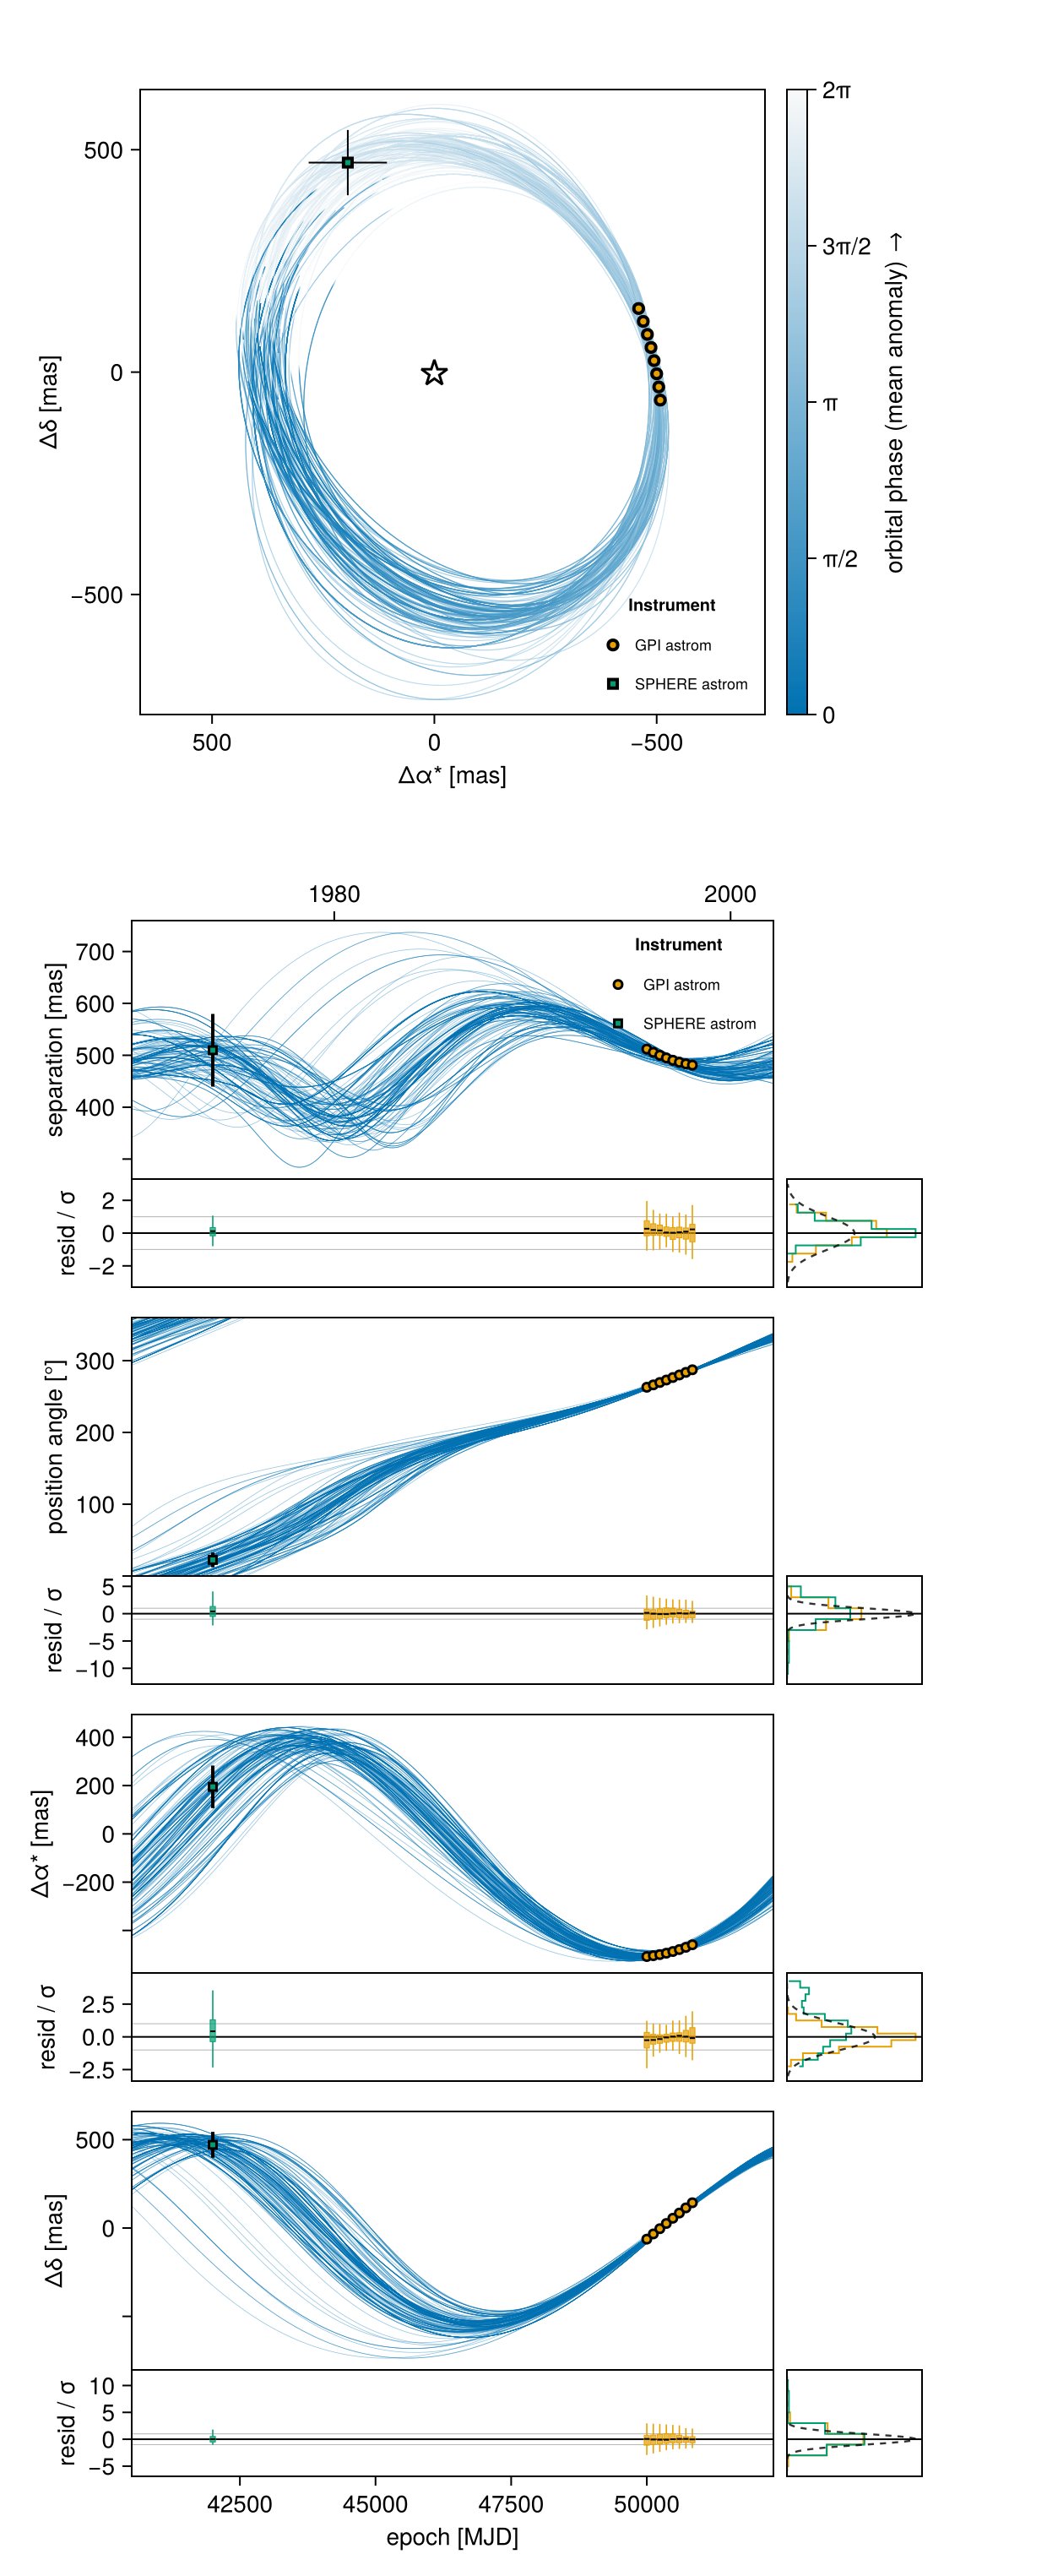 2π
500
3π/2
0
π
orbital phase (mean anomaly) →
Δδ [mas]
π/2
−500
Instrument
GPI astrom
SPHERE astrom
0
500
0
−500
Δα* [mas]
1980
2000
700
Instrument
600
GPI astrom
SPHERE astrom
500
400
separation [mas]
2
0
−2
resid / σ
300
200
100
position angle [°]
5
0
−5
−10
resid / σ
400
200
0
−200
Δα* [mas]
2.5
0.0
−2.5
resid / σ
500
0
Δδ [mas]
10
5
0
−5
resid / σ
42500
45000
47500
50000
epoch [MJD]